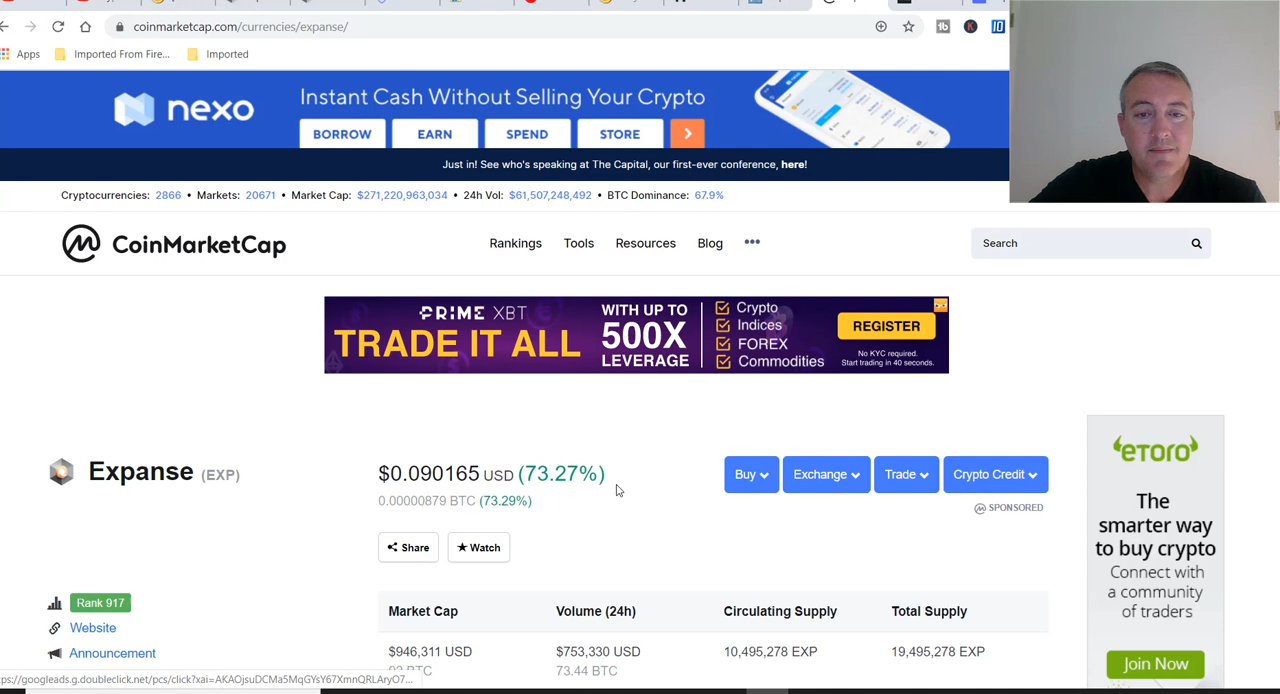 coinmarketcap.com/currencies/expanse/
Apps Imported From Fire... Imported
nexo
Instant Cash Without Selling Your Crypto
BORROW EARN SPEND STORE
Just in! See who's speaking at The Capital, our first-ever conference, here!
Cryptocurrencies: 2866 • Markets: 20671 • Market Cap: $271,220,963,034 • 24h Vol: $61,507,248,492 • BTC Dominance: 67.9%
CoinMarketCap
Rankings Tools Resources Blog •••
Search
PRIME XBT
TRADE IT ALL
WITH UP TO
500X
LEVERAGE
Crypto
Indices
FOREX
Commodities
REGISTER
No KYC required.
Start trading in 40 seconds.
Expanse (EXP)
$0.090165 USD (73.27%)
0.00000879 BTC (73.29%)
Buy Exchange Trade Crypto Credit
SPONSORED
Share Watch
Rank 917
Website
Announcement
Market Cap Volume (24h) Circulating Supply Total Supply
$946,311 USD $753,330 USD 10,495,278 EXP 19,495,278 EXP
BTC 73.44 BTC
etoro
The
smarter way
to buy crypto
Connect with
a community
of traders
Join Now